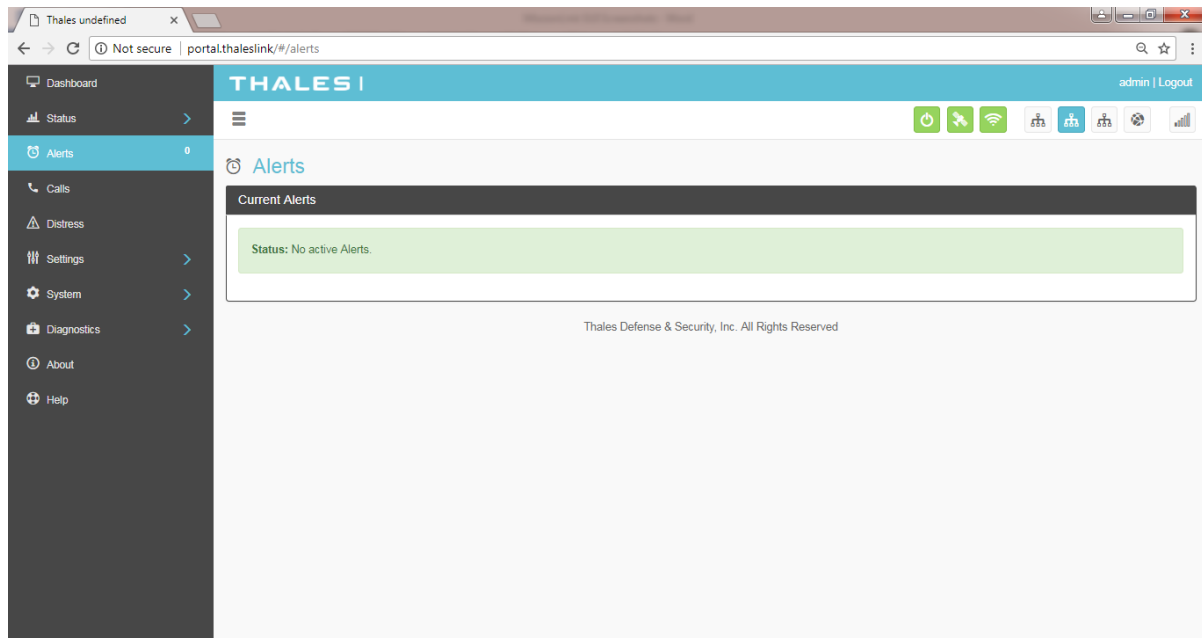 Thales undefined
Not secure | portal.thaleslink/#/alerts
Dashboard
THALES
admin | Logout
Status
Alerts 0
Alerts
Current Alerts
Calls
Distress
Status: No active Alerts.
Settings
System
Diagnostics
Thales Defense & Security, Inc. All Rights Reserved
About
Help